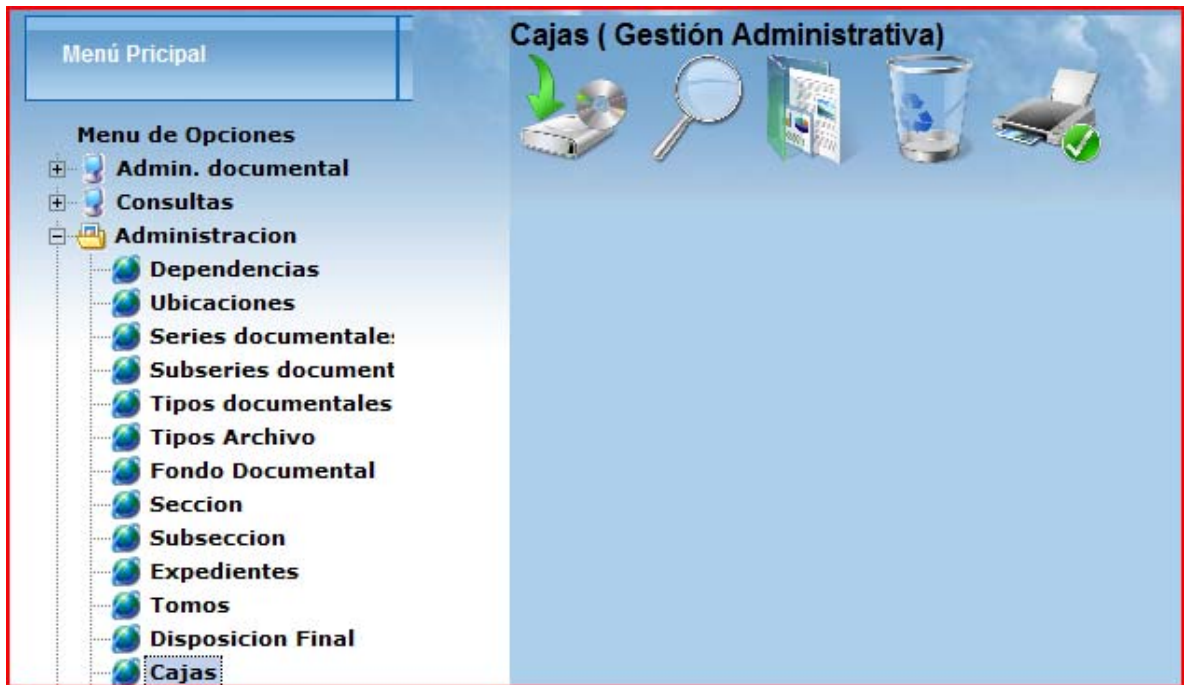 Menú Pricipal
Cajas ( Gestión Administrativa)
Menu de Opciones
Admin. documental
Consultas
Administracion
Dependencias
Ubicaciones
Series documentale
Subseries document
Tipos documentales
Tipos Archivo
Fondo Documental
Seccion
Subseccion
Expedientes
Tomos
Disposicion Final
Cajas